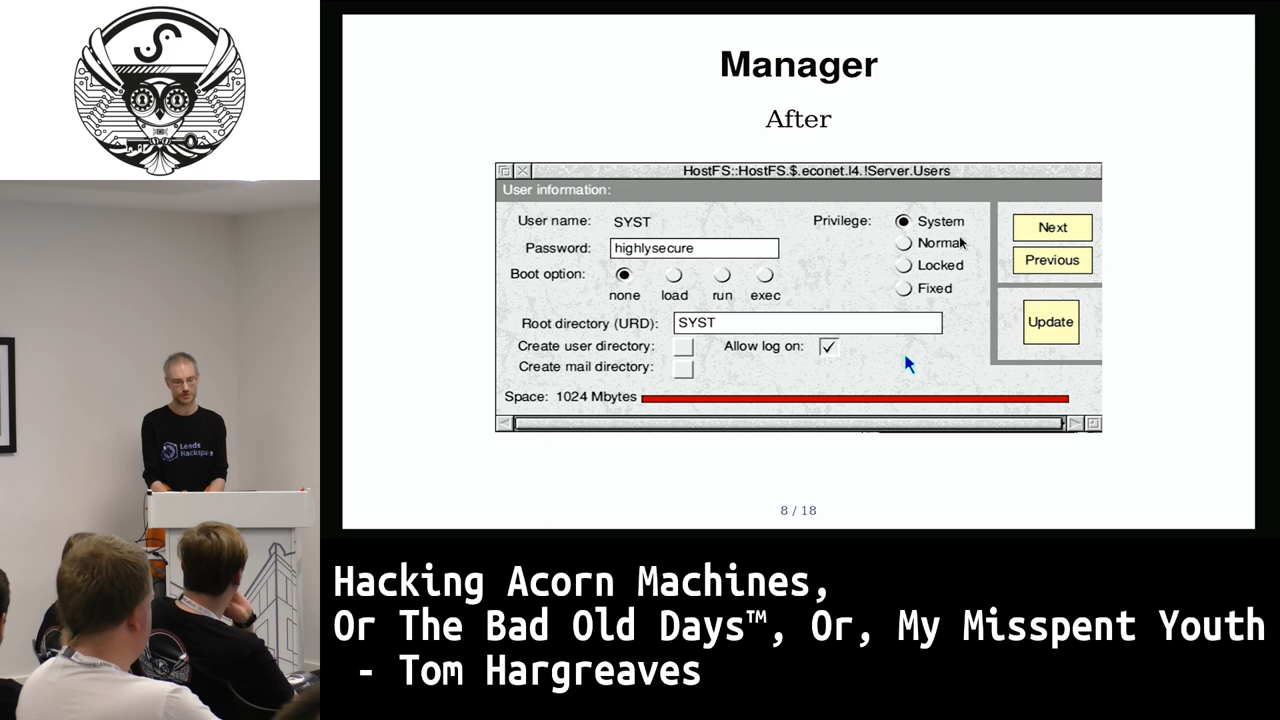 Manager
After
HostFS::HostFS.$.econet.l4.!Server.Users
User information:
User name: SYST
Password: highlysecure
Boot option:
none load run exec
Privilege:
System
Normal
Locked
Fixed
Next
Previous
Update
Root directory (URD): SYST
Create user directory: Allow log on:
Create mail directory:
Space: 1024 Mbytes
8 / 18
Leeds
Hackspace
Hacking Acorn Machines,
Or The Bad Old Days™, Or, My Misspent Youth
- Tom Hargreaves